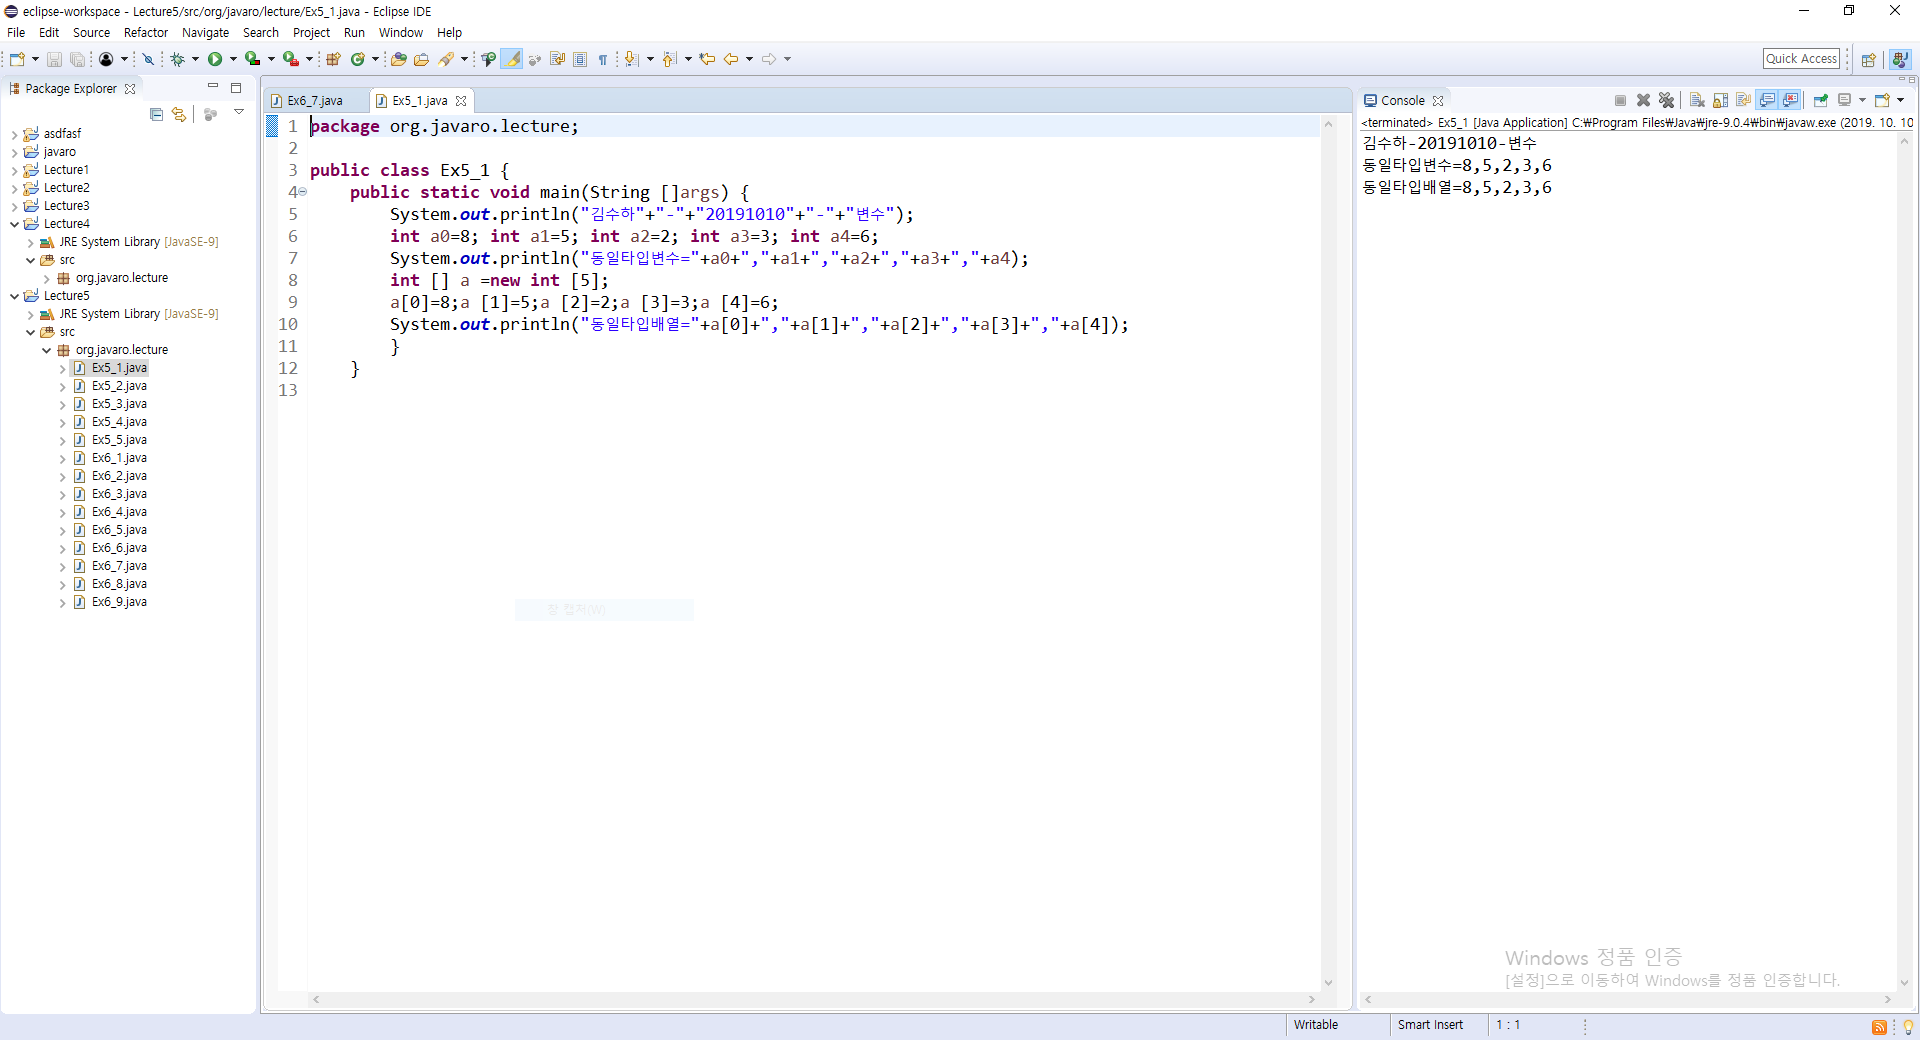 eclipse-workspace - Lecture5/src/org/javaro/lecture/Ex5_1.java - Eclipse IDE
File Edit Source Refactor Navigate Search Project Run Window Help
Quick Access
Package Explorer
asdfasf
javaro
Lecture1
Lecture2
Lecture3
Lecture4
JRE System Library [JavaSE-9]
src
org.javaro.lecture
Lecture5
JRE System Library [JavaSE-9]
src
org.javaro.lecture
Ex5_1.java
Ex5_2.java
Ex5_3.java
Ex5_4.java
Ex5_5.java
Ex6_1.java
Ex6_2.java
Ex6_3.java
Ex6_4.java
Ex6_5.java
Ex6_6.java
Ex6_7.java
Ex6_8.java
Ex6_9.java
Ex6_7.java Ex5_1.java
1 package org.javaro.lecture;
2
3 public class Ex5_1 {
4 public static void main(String []args) {
5 System.out.println("김수하"+"-"+"20191010"+"-"+"변수");
6 int a0=8; int a1=5; int a2=2; int a3=3; int a4=6;
7 System.out.println("동일타입변수="+a0+","+a1+","+a2+","+a3+","+a4);
8 int [] a =new int [5];
9 a[0]=8;a [1]=5;a [2]=2;a [3]=3;a [4]=6;
10 System.out.println("동일타입배열="+a[0]+","+a[1]+","+a[2]+","+a[3]+","+a[4]);
11 }
12 }
13
창 캡처(W)
Console
<terminated> Ex5_1 [Java Application] C:₩Program Files₩Java₩jre-9.0.4₩bin₩javaw.exe (2019. 10. 10
김수하-20191010-변수
동일타입변수=8,5,2,3,6
동일타입배열=8,5,2,3,6
Windows 정품 인증
[설정]으로 이동하여 Windows를 정품 인증합니다.
Writable Smart Insert 1 : 1